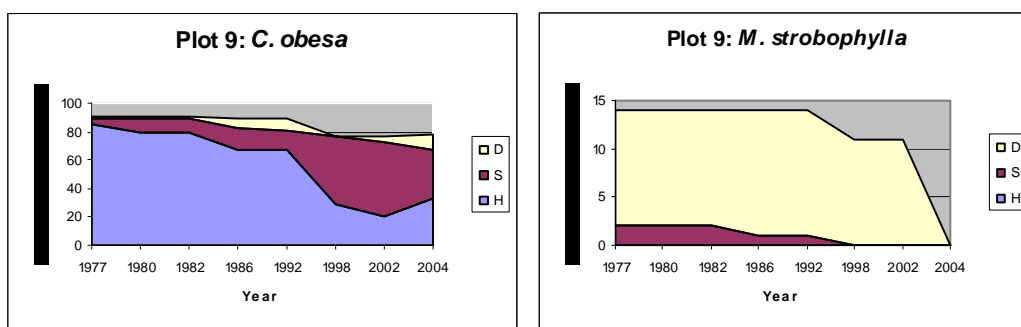 Plot 9: C. obesa
100
80
60
40
20
0
1977 1980 1982 1986 1992 1998 2002 2004
Year
D
S
H
Plot 9: M. strobophylla
15
10
5
0
1977 1980 1982 1986 1992 1998 2002 2004
Year
D
S
H